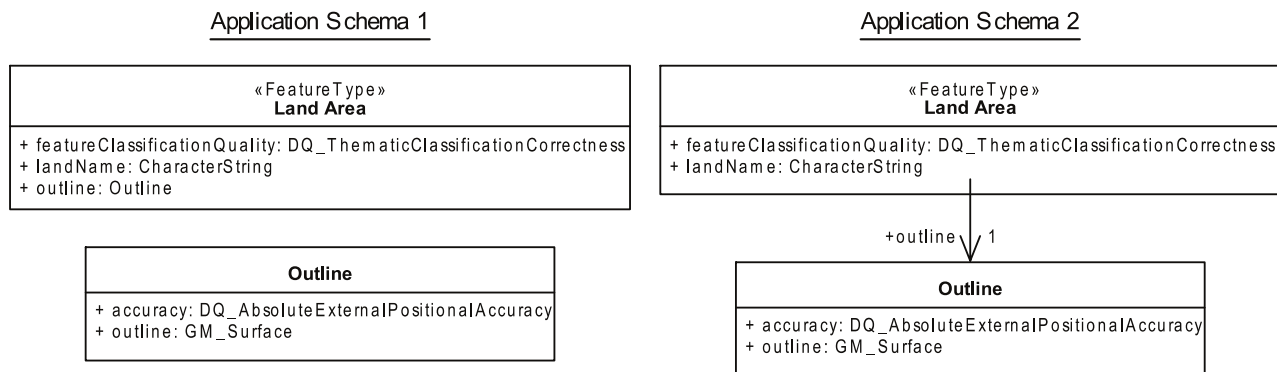 Application Schema 1
«FeatureType»
Land Area
+ featureClassificationQuality: DQ_ThematicClassificationCorrectness
+ landName: CharacterString
+ outline: Outline
Outline
+ accuracy: DQ_AbsoluteExternalPositionalAccuracy
+ outline: GM_Surface
Application Schema 2
«FeatureType»
Land Area
+ featureClassificationQuality: DQ_ThematicClassificationCorrectness
+ landName: CharacterString
+outline 1
Outline
+ accuracy: DQ_AbsoluteExternalPositionalAccuracy
+ outline: GM_Surface